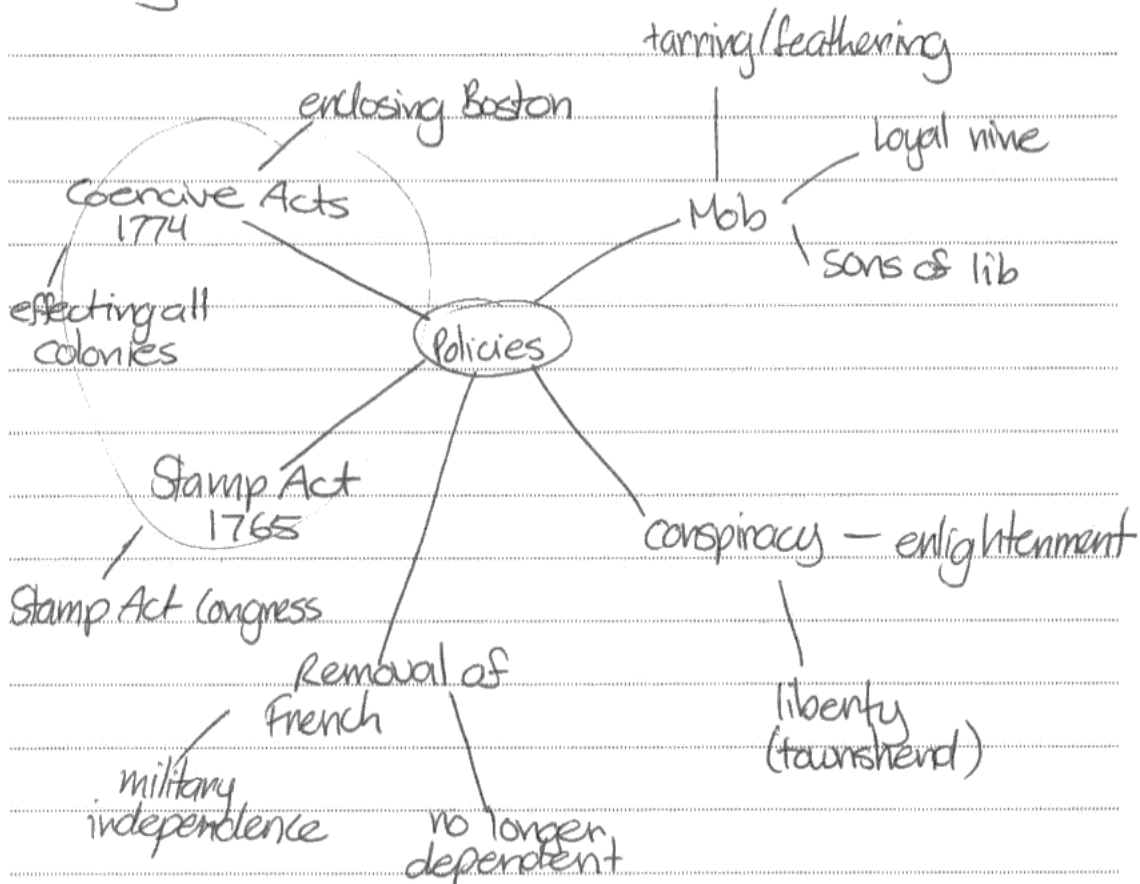 tarring/feathering
enclosing Boston
Loyal nine
Coercive Acts
1774
Mob
sons of lib
effecting all
colonies
Policies
Stamp Act
1765
conspiracy — enlightenment
Stamp Act Congress
Removal of
French
liberty
(townshend)
military
independence
no longer
dependent